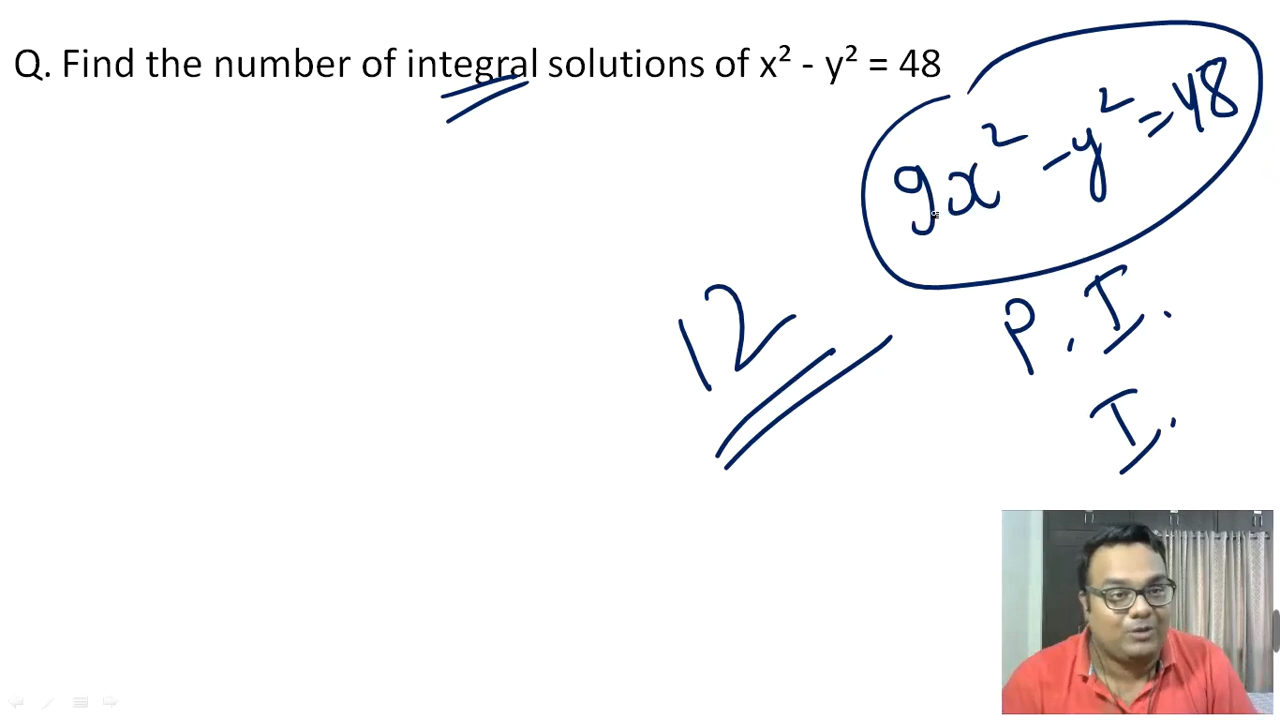 Q. Find the number of integral solutions of x² - y² = 48
9x² - y² = 48
12
P. I.
I.